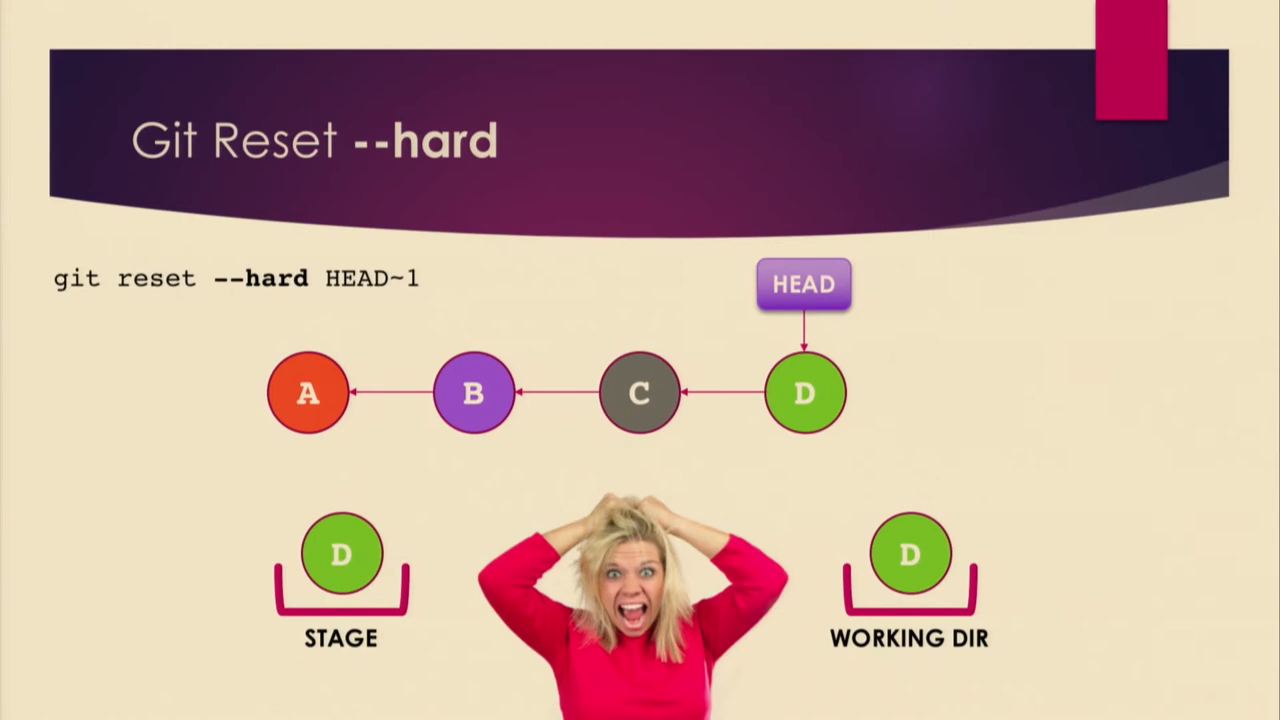 Git Reset --hard
git reset --hard HEAD~1
HEAD
A B C D
D
D
STAGE
WORKING DIR